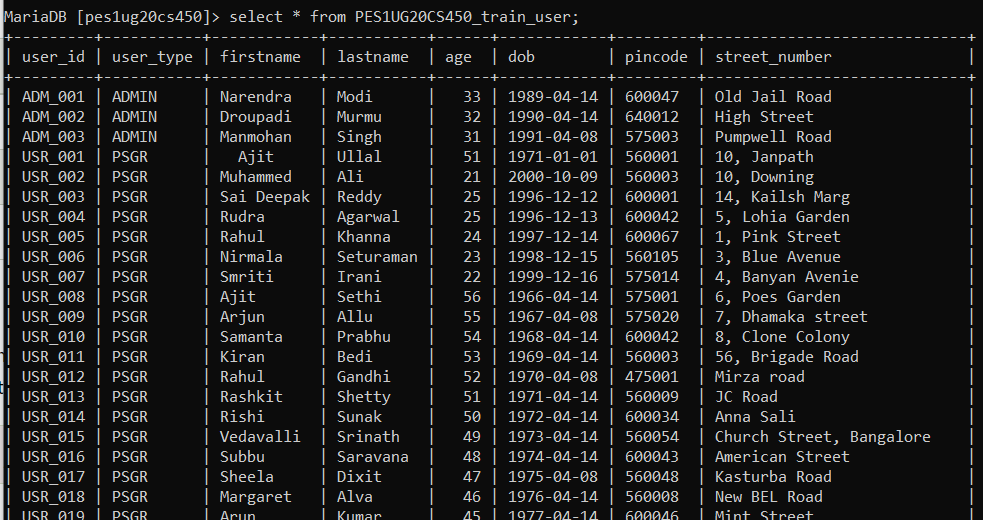 MariaDB [pes1ug20cs450]> select * from PES1UG20CS450_train_user;
+---------+-----------+-------------+-----------+------+------------+---------+---------------------------+
| user_id | user_type | firstname | lastname | age | dob | pincode | street_number |
+---------+-----------+-------------+-----------+------+------------+---------+---------------------------+
| ADM_001 | ADMIN | Narendra | Modi | 33 | 1989-04-14 | 600047 | Old Jail Road |
| ADM_002 | ADMIN | Droupadi | Murmu | 32 | 1990-04-14 | 640012 | High Street |
| ADM_003 | ADMIN | Manmohan | Singh | 31 | 1991-04-08 | 575003 | Pumpwell Road |
| USR_001 | PSGR | Ajit | Ullal | 51 | 1971-01-01 | 560001 | 10, Janpath |
| USR_002 | PSGR | Muhammed | Ali | 21 | 2000-10-09 | 560003 | 10, Downing |
| USR_003 | PSGR | Sai Deepak | Reddy | 25 | 1996-12-12 | 600001 | 14, Kailsh Marg |
| USR_004 | PSGR | Rudra | Agarwal | 25 | 1996-12-13 | 600042 | 5, Lohia Garden |
| USR_005 | PSGR | Rahul | Khanna | 24 | 1997-12-14 | 600067 | 1, Pink Street |
| USR_006 | PSGR | Nirmala | Seturaman | 23 | 1998-12-15 | 560105 | 3, Blue Avenue |
| USR_007 | PSGR | Smriti | Irani | 22 | 1999-12-16 | 575014 | 4, Banyan Avenie |
| USR_008 | PSGR | Ajit | Sethi | 56 | 1966-04-14 | 575001 | 6, Poes Garden |
| USR_009 | PSGR | Arjun | Allu | 55 | 1967-04-08 | 575020 | 7, Dhamaka street |
| USR_010 | PSGR | Samanta | Prabhu | 54 | 1968-04-14 | 600042 | 8, Clone Colony |
| USR_011 | PSGR | Kiran | Bedi | 53 | 1969-04-14 | 560003 | 56, Brigade Road |
| USR_012 | PSGR | Rahul | Gandhi | 52 | 1970-04-08 | 475001 | Mirza road |
| USR_013 | PSGR | Rashkit | Shetty | 51 | 1971-04-14 | 560009 | JC Road |
| USR_014 | PSGR | Rishi | Sunak | 50 | 1972-04-14 | 600034 | Anna Sali |
| USR_015 | PSGR | Vedavalli | Srinath | 49 | 1973-04-14 | 560054 | Church Street, Bangalore |
| USR_016 | PSGR | Subbu | Saravana | 48 | 1974-04-14 | 600043 | American Street |
| USR_017 | PSGR | Sheela | Dixit | 47 | 1975-04-08 | 560048 | Kasturba Road |
| USR_018 | PSGR | Margaret | Alva | 46 | 1976-04-14 | 560008 | New BEL Road |
| USR_019 | PSGR | Arun | Kumar | 45 | 1977-04-14 | 600046 | Mint Street |